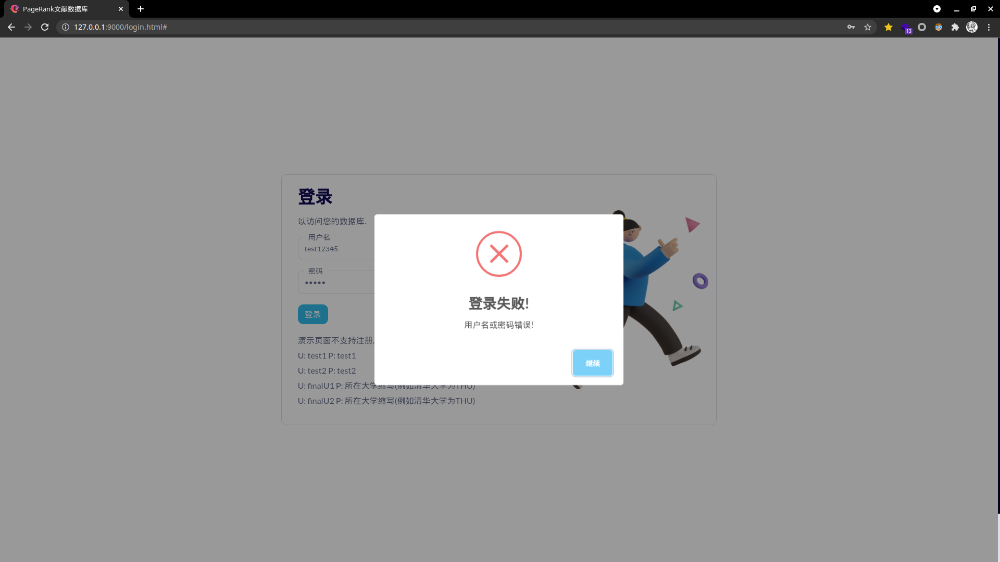 PageRank文献数据库
127.0.0.1:9000/login.html#
13
登录
以访问您的数据库.
用户名
test12345
密码
登录
演示页面不支持注册,
U: test1 P: test1
U: test2 P: test2
U: finalU1 P: 所在大学缩写(例如清华大学为THU)
U: finalU2 P: 所在大学缩写(例如清华大学为THU)
登录失败!
用户名或密码错误!
继续